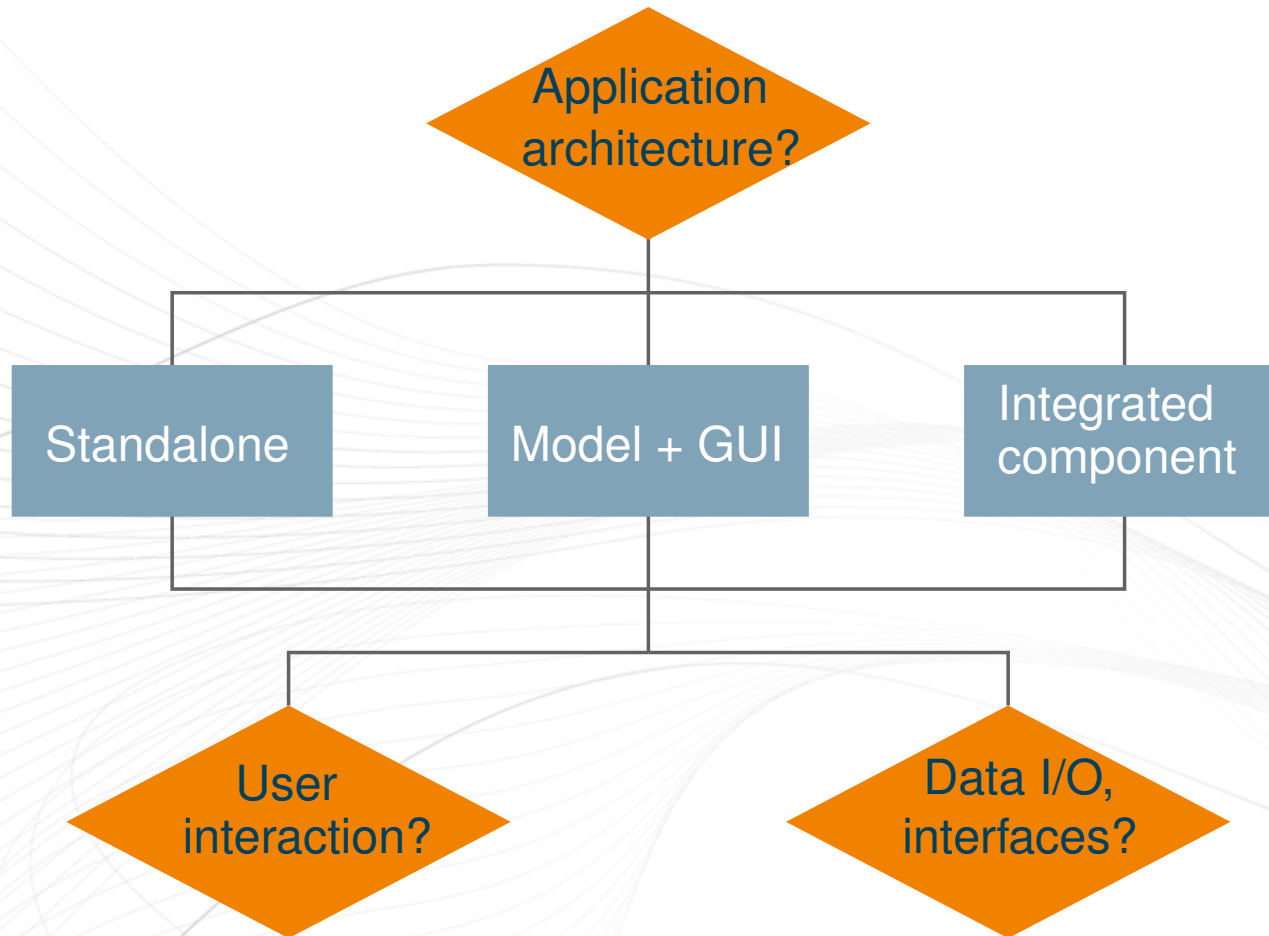 Application
architecture?
Standalone
Model + GUI
Integrated
component
User
interaction?
Data I/O,
interfaces?